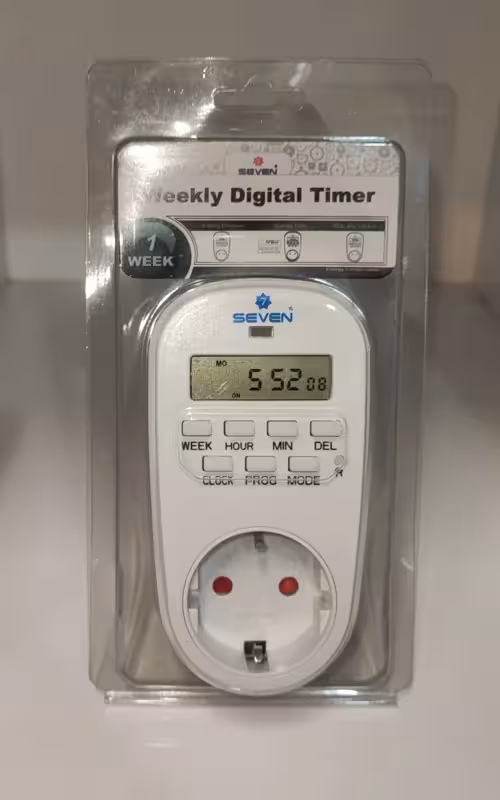 SEVEN
Weekly Digital Timer
1
WEEK
7
SEVEN
MO
ON
5 52 08
WEEK HOUR MIN DEL
CLOCK PROG MODE R